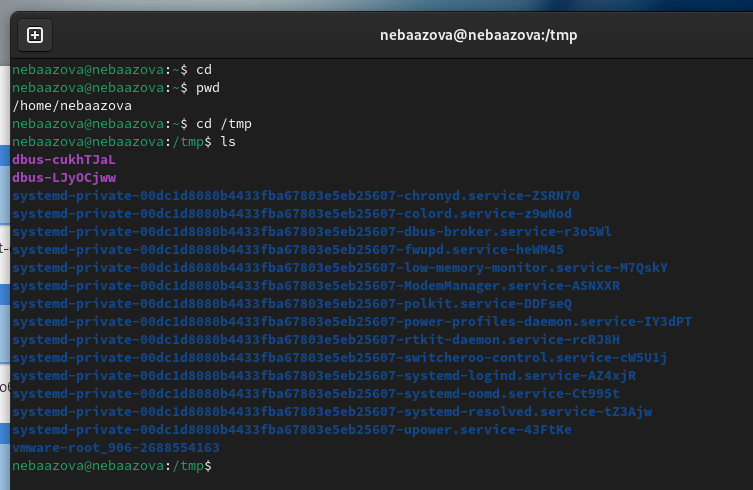 nebaazova@nebaazova:/tmp
nebaazova@nebaazova:~$ cd
nebaazova@nebaazova:~$ pwd
/home/nebaazova
nebaazova@nebaazova:~$ cd /tmp
nebaazova@nebaazova:/tmp$ ls
dbus-cukhTJaL
dbus-LJyOCjww
systemd-private-00dc1d8080b4433fba67803e5eb25607-chronyd.service-ZSRN70
systemd-private-00dc1d8080b4433fba67803e5eb25607-colord.service-z9wNod
systemd-private-00dc1d8080b4433fba67803e5eb25607-dbus-broker.service-r3o5Wl
systemd-private-00dc1d8080b4433fba67803e5eb25607-fwupd.service-heWM45
systemd-private-00dc1d8080b4433fba67803e5eb25607-low-memory-monitor.service-M7QskY
systemd-private-00dc1d8080b4433fba67803e5eb25607-ModemManager.service-ASNXXR
systemd-private-00dc1d8080b4433fba67803e5eb25607-polkit.service-DDFseQ
systemd-private-00dc1d8080b4433fba67803e5eb25607-power-profiles-daemon.service-IY3dPT
systemd-private-00dc1d8080b4433fba67803e5eb25607-rtkit-daemon.service-rcRJ8H
systemd-private-00dc1d8080b4433fba67803e5eb25607-switcheroo-control.service-cW5U1j
systemd-private-00dc1d8080b4433fba67803e5eb25607-systemd-logind.service-AZ4xjR
systemd-private-00dc1d8080b4433fba67803e5eb25607-systemd-oomd.service-Ct995t
systemd-private-00dc1d8080b4433fba67803e5eb25607-systemd-resolved.service-tZ3Ajw
systemd-private-00dc1d8080b4433fba67803e5eb25607-upower.service-43FtKe
vmware-root_906-2688554163
nebaazova@nebaazova:/tmp$